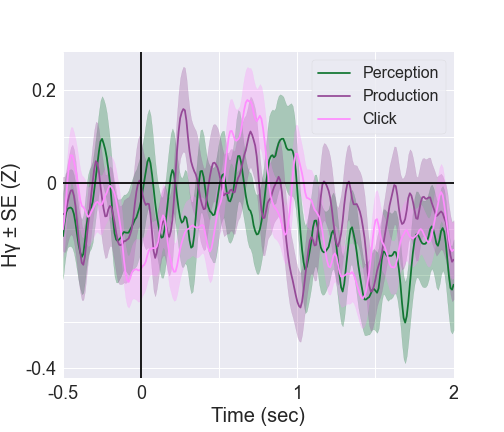 Perception
Production
Click
Hγ ± SE (Z)
0.2
0
-0.4
-0.5
0
1
2
Time (sec)